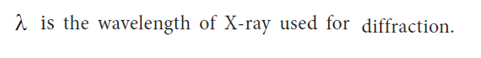 λ is the wavelength of X-ray used for diffraction.